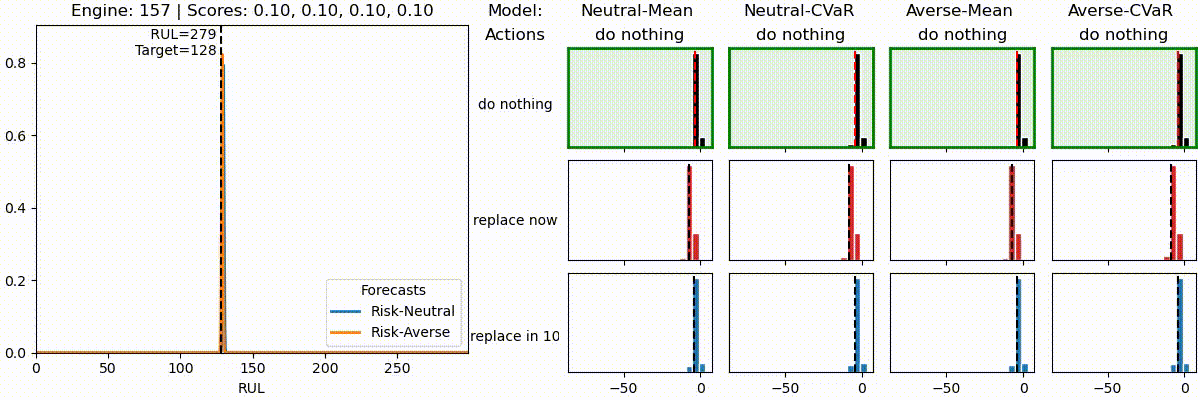 Engine: 157 | Scores: 0.10, 0.10, 0.10, 0.10
RUL=279
Target=128
0.8
0.6
0.4
0.2
0.0
0 50 100 150 200 250
RUL
Forecasts
Risk-Neutral
Risk-Averse
Model: Neutral-Mean Neutral-CVaR Averse-Mean Averse-CVaR
Actions do nothing do nothing do nothing do nothing
do nothing
replace now
replace in 10
−50 0 −50 0 −50 0 −50 0